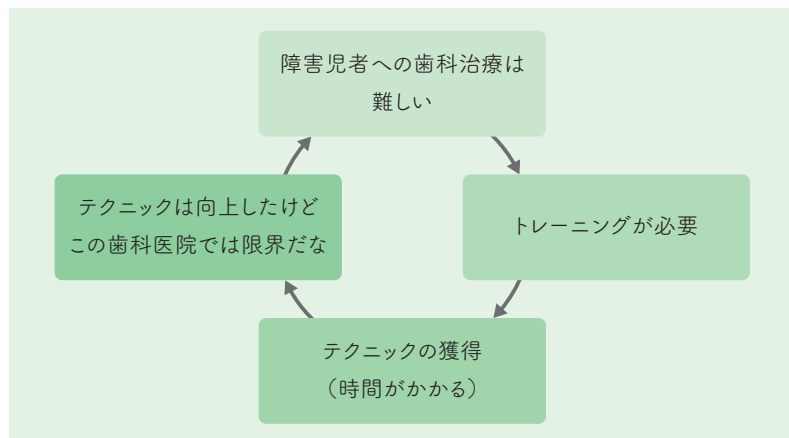 障害児者への歯科治療は
難しい
トレーニングが必要
テクニックの獲得
（時間がかかる）
テクニックは向上したけど
この歯科医院では限界だな